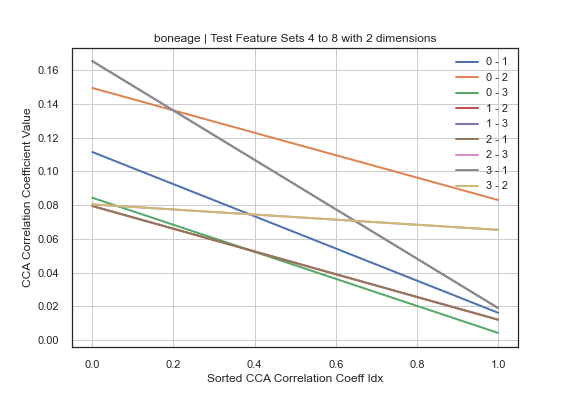 boneage | Test Feature Sets 4 to 8 with 2 dimensions
0 - 1
0 - 2
0 - 3
1 - 2
1 - 3
2 - 1
2 - 3
3 - 1
3 - 2
CCA Correlation Coefficient Value
0.16
0.14
0.12
0.10
0.08
0.06
0.04
0.02
0.00
0.0 0.2 0.4 0.6 0.8 1.0
Sorted CCA Correlation Coeff Idx